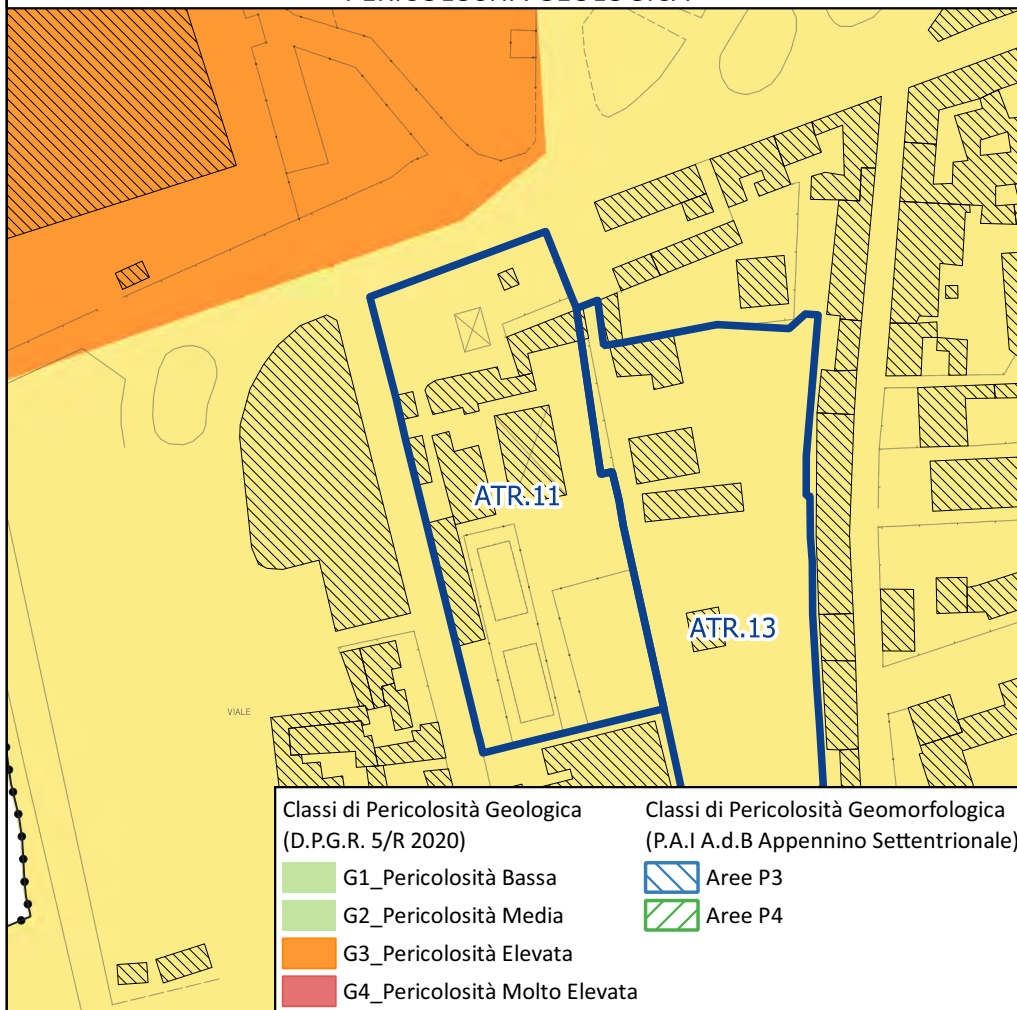 ATR.11
ATR.13
VIALE
Classi di Pericolosità Geologica
(D.P.G.R. 5/R 2020)
G1_Pericolosità Bassa
G2_Pericolosità Media
G3_Pericolosità Elevata
G4_Pericolosità Molto Elevata
Classi di Pericolosità Geomorfologica
(P.A.I A.d.B Appennino Settentrionale)
Aree P3
Aree P4